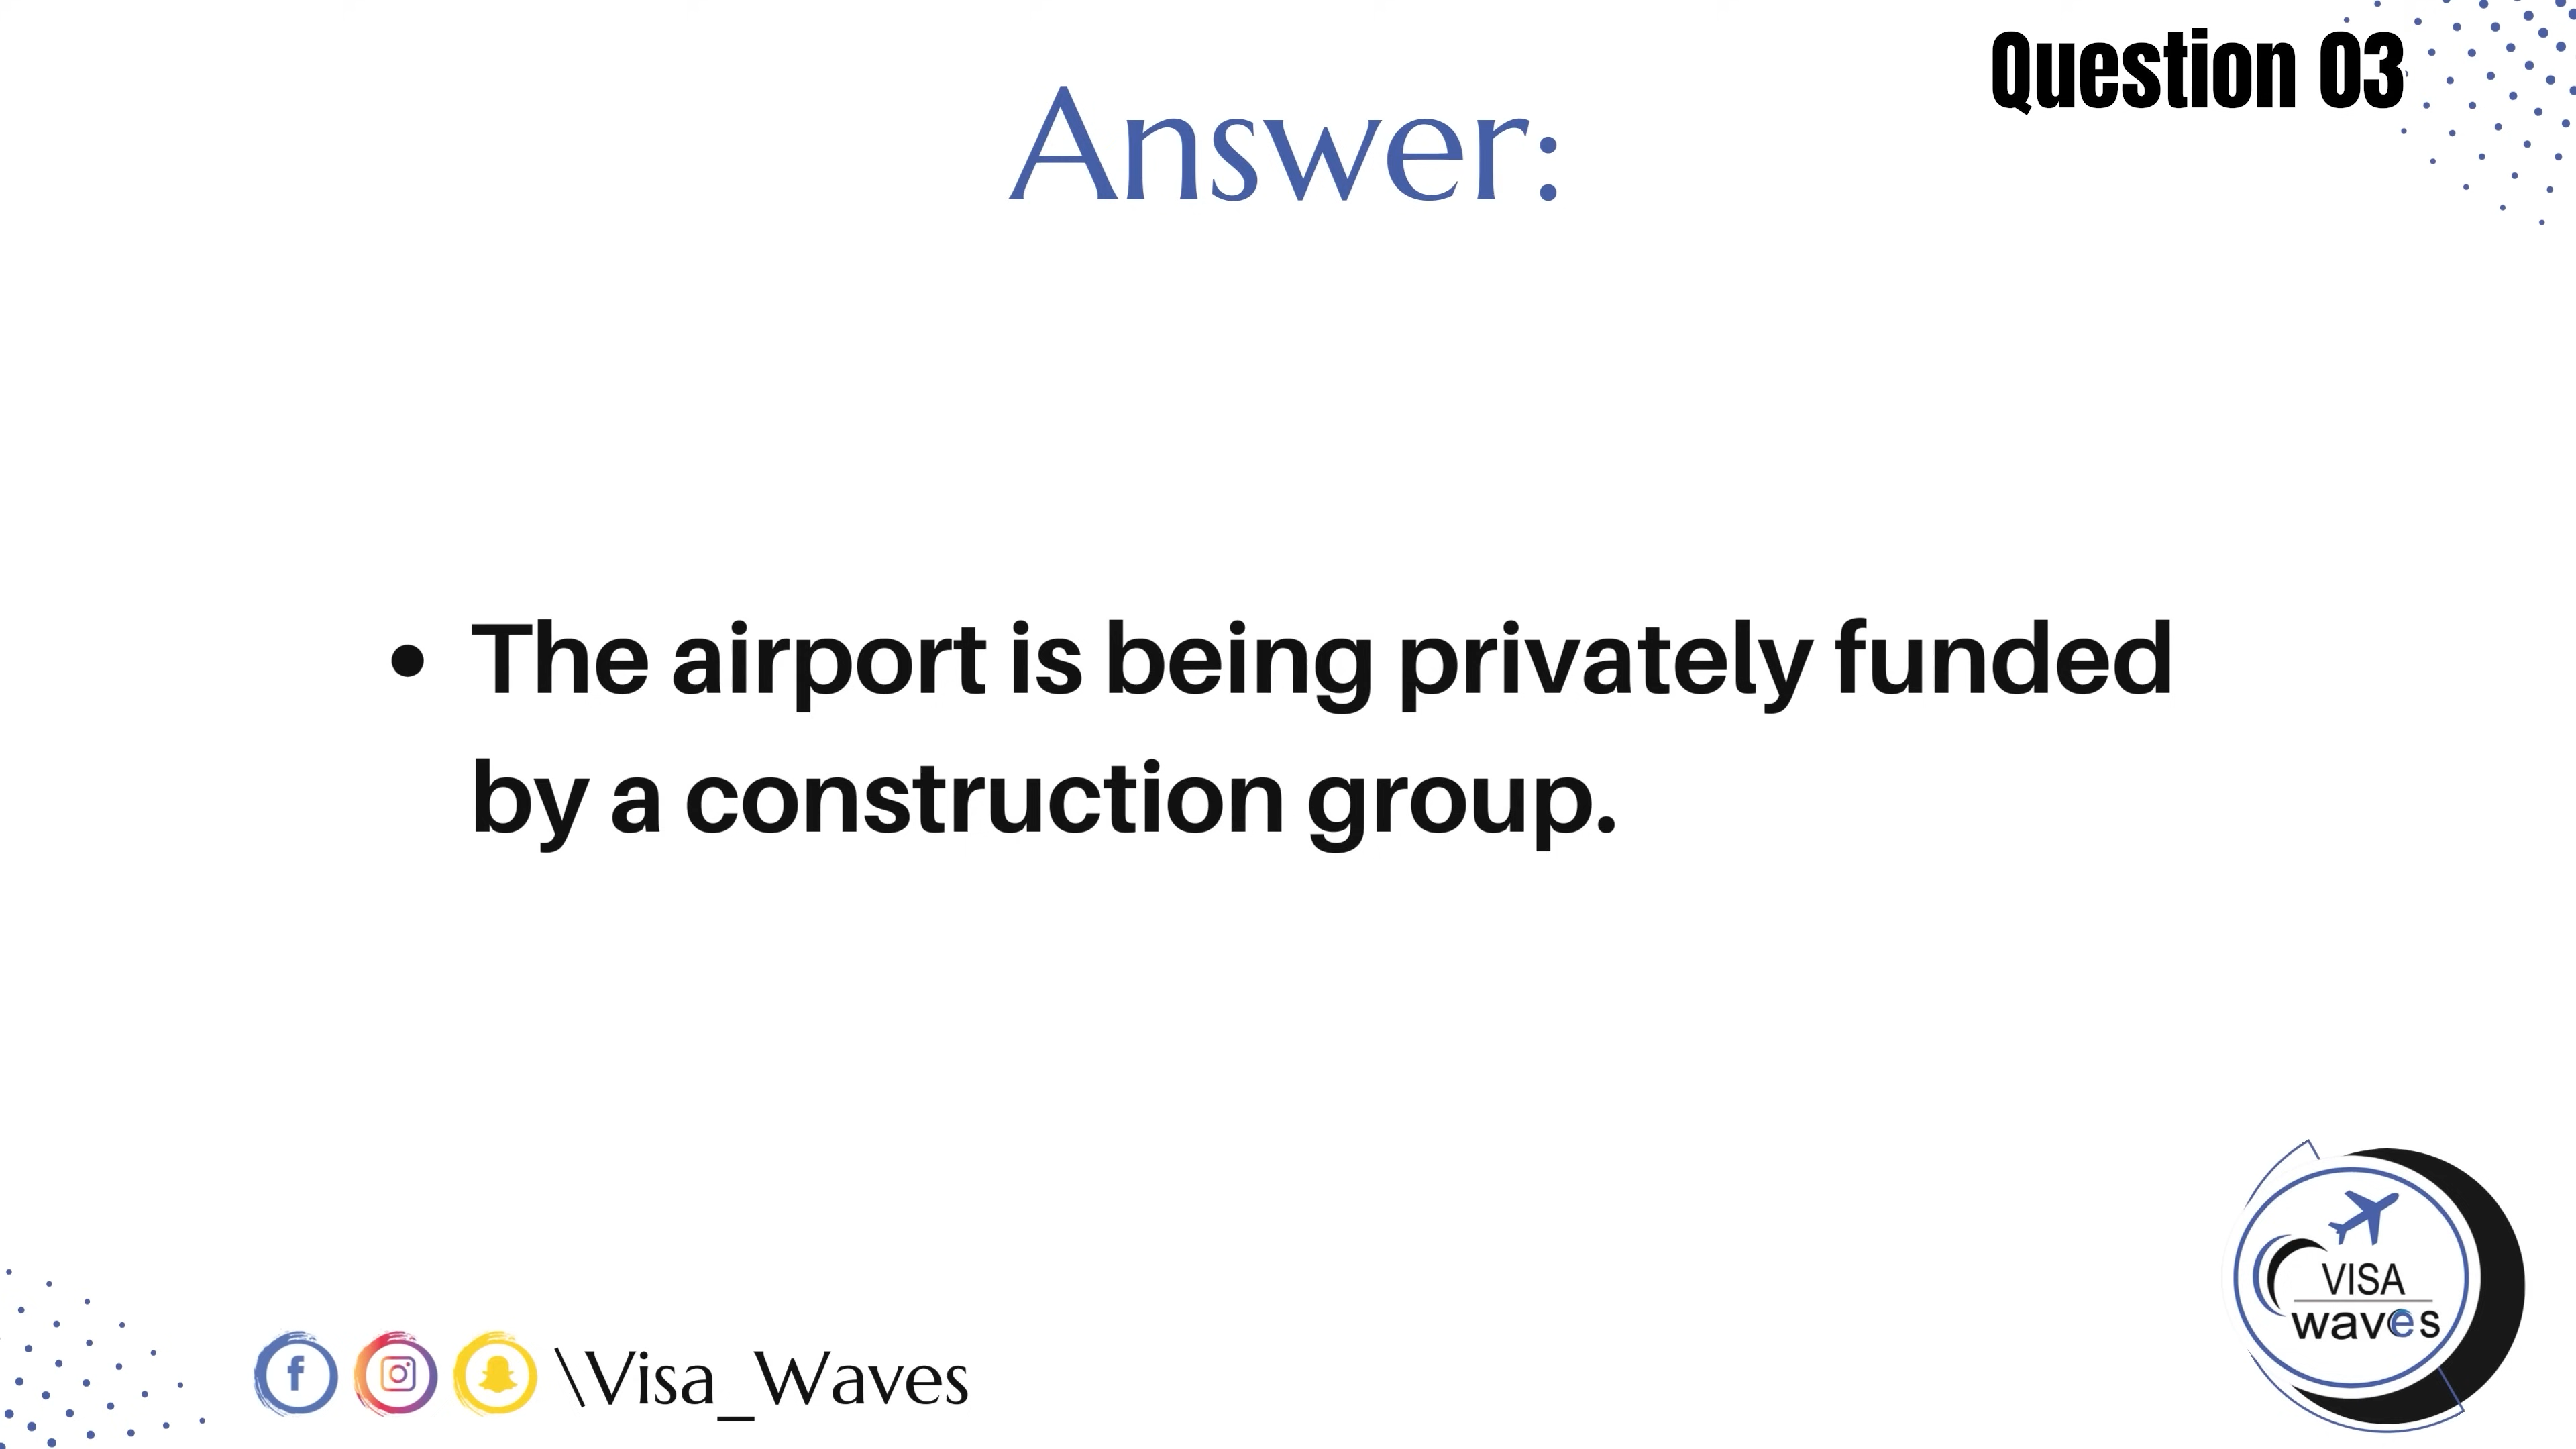 Question 03
Answer:
• The airport is being privately funded
by a construction group.
VISA
waves
\Visa_Waves